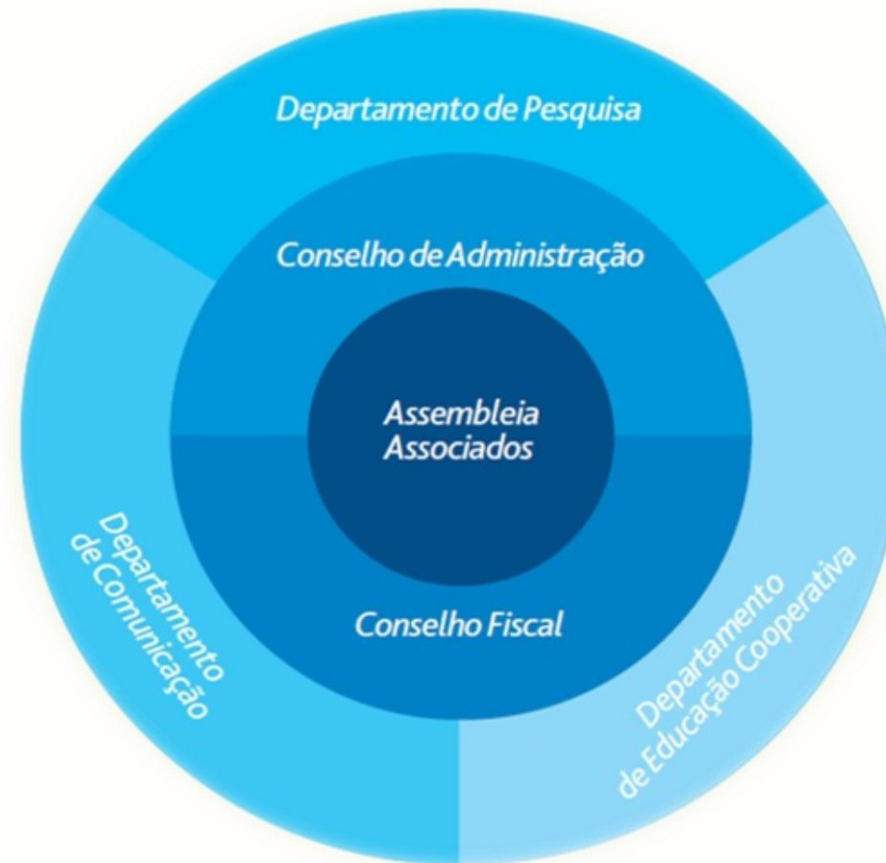 Departamento de Pesquisa
Conselho de Administração
Assembleia
Associados
Conselho Fiscal
Departamento
de Comunicação
Departamento
de Educação Cooperativa